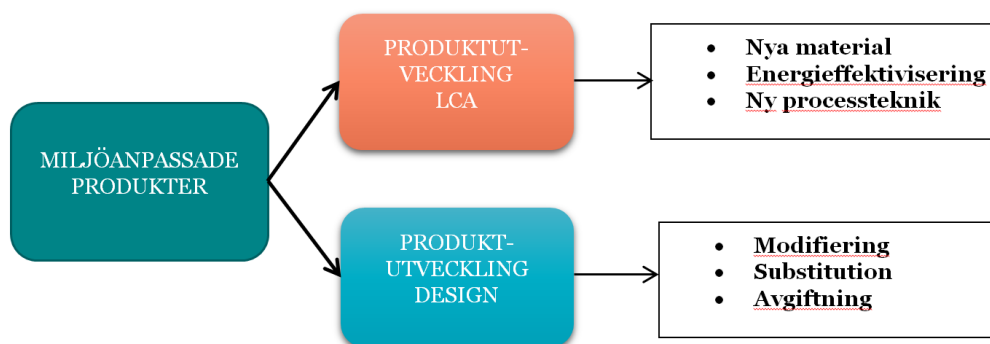 MILJÖANPASSADE
PRODUKTER
PRODUKTUT-
VECKLING
LCA
• Nya material
• Energieffektivisering
• Ny processteknik
PRODUKT-
UTVECKLING
DESIGN
• Modifiering
• Substitution
• Avgiftning